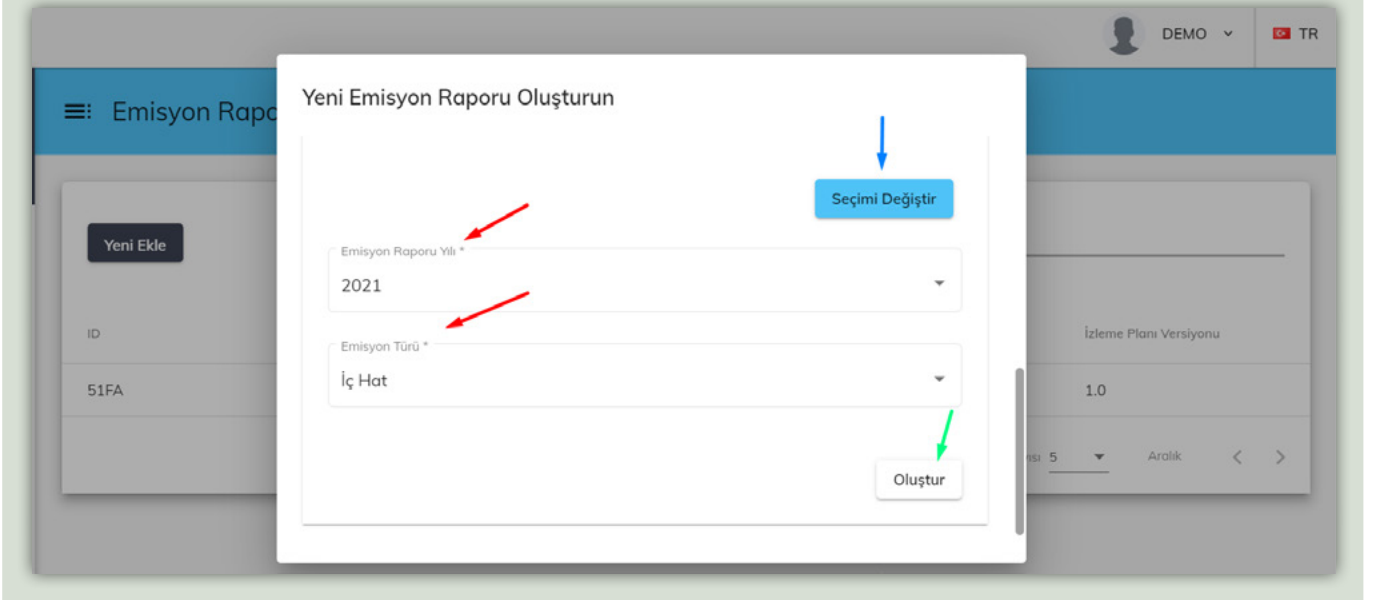 DEMO
TR
Yeni Emisyon Raporu Oluşturun
Emisyon Rapo
Seçimi Değiştir
Yeni Ekle
Emisyon Raporu Yılı *
2021
ID
İzleme Planı Versiyonu
Emisyon Türü *
İç Hat
51FA
1.0
5
Aralık
Oluştur